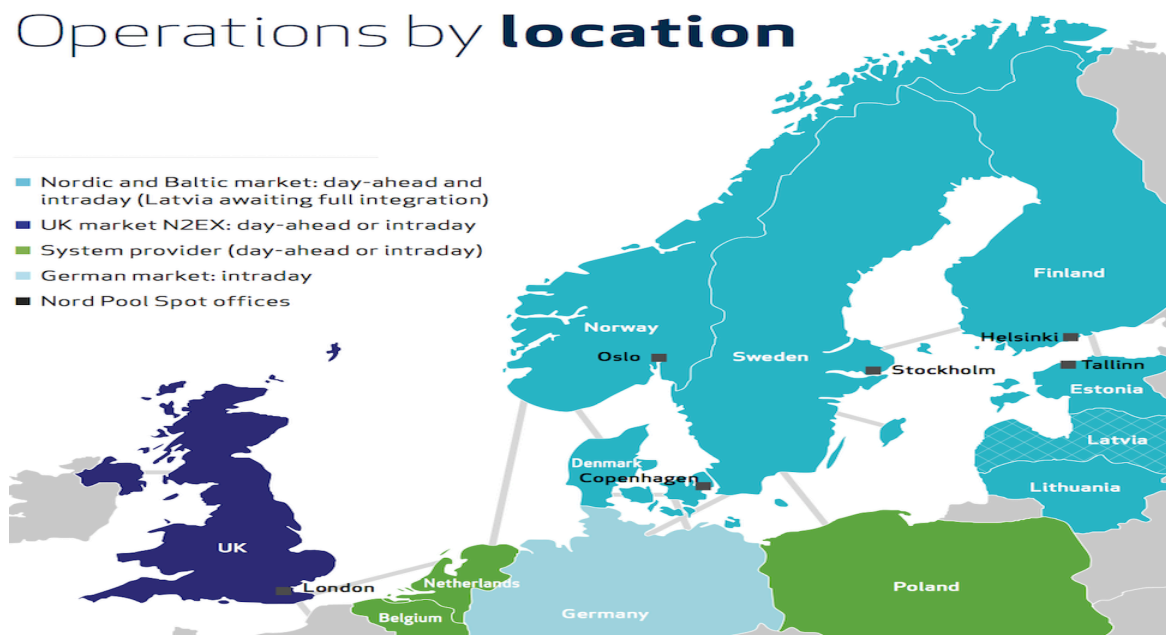 Operations by location
Nordic and Baltic market: day-ahead and
intraday (Latvia awaiting full integration)
UK market N2EX: day-ahead or intraday
System provider (day-ahead or intraday)
German market: intraday
Nord Pool Spot offices
Finland
Norway
Helsinki
Oslo
Sweden
Stockholm
Tallinn
Estonia
Latvia
Denmark
Copenhagen
Lithuania
UK
London
Netherlands
Poland
Belgium
Germany